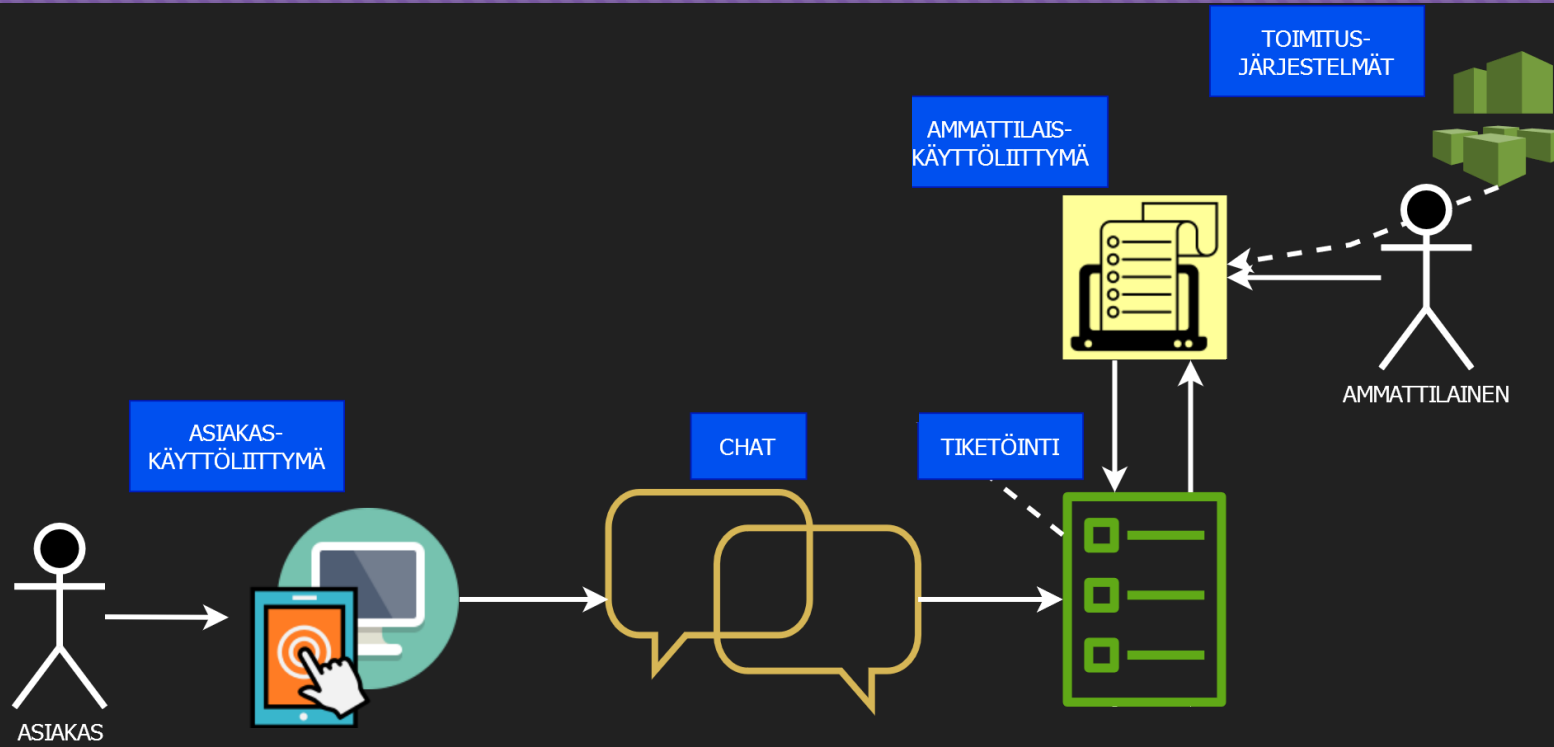 TOIMITUS-
JÄRJESTELMÄT
AMMATTILAIS-
KÄYTTÖLIITTYMÄ
AMMATTILAINEN
ASIAKAS-
KÄYTTÖLIITTYMÄ
CHAT
TIKETÖINTI
ASIAKAS